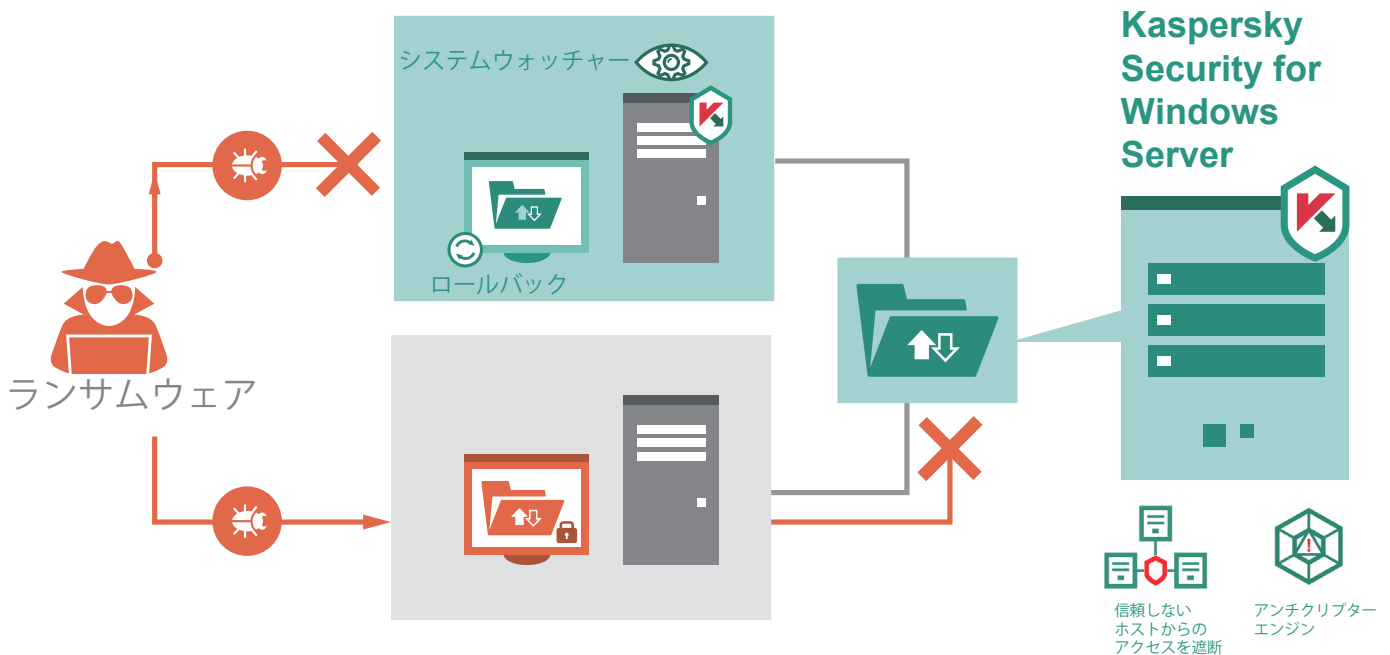 Kaspersky
Security for
Windows
Server
システムウォッチャー
ロールバック
ランサムウェア
信頼しない
ホストからの
アクセスを遮断
アンチクリプター
エンジン